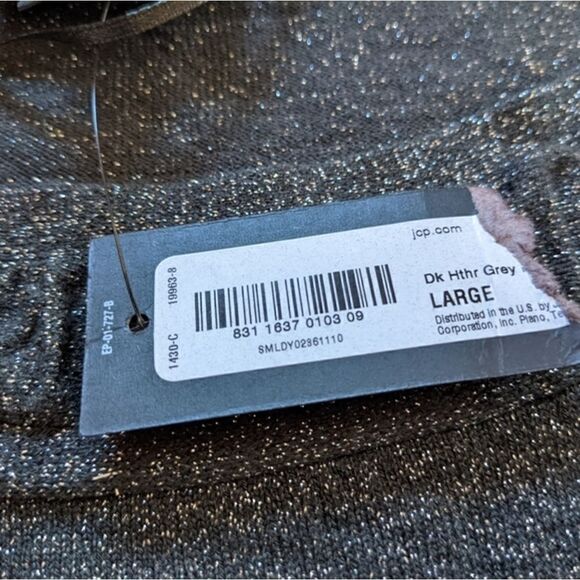 jcp.com
Dk Hthr Grey
LARGE
Distributed in the U.S. by
Corporation, Inc. Plano, Te
831 1637 0103 09
SMLDY02361110
1430-C 19963-8
EP-01-727-B